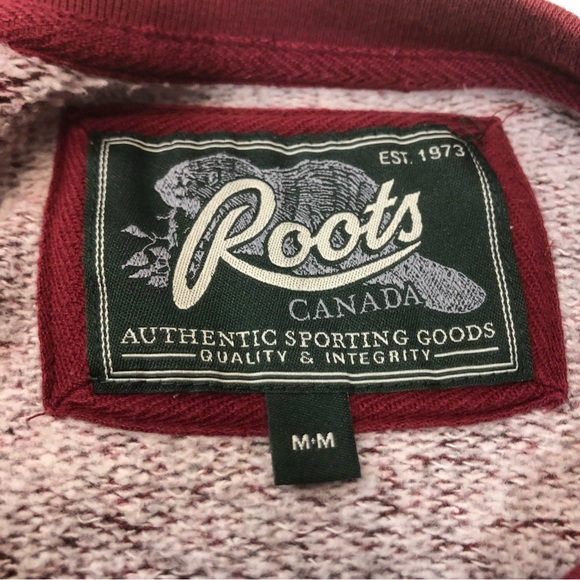 EST. 1973
Roots
CANADA
AUTHENTIC SPORTING GOODS
QUALITY & INTEGRITY
M•M